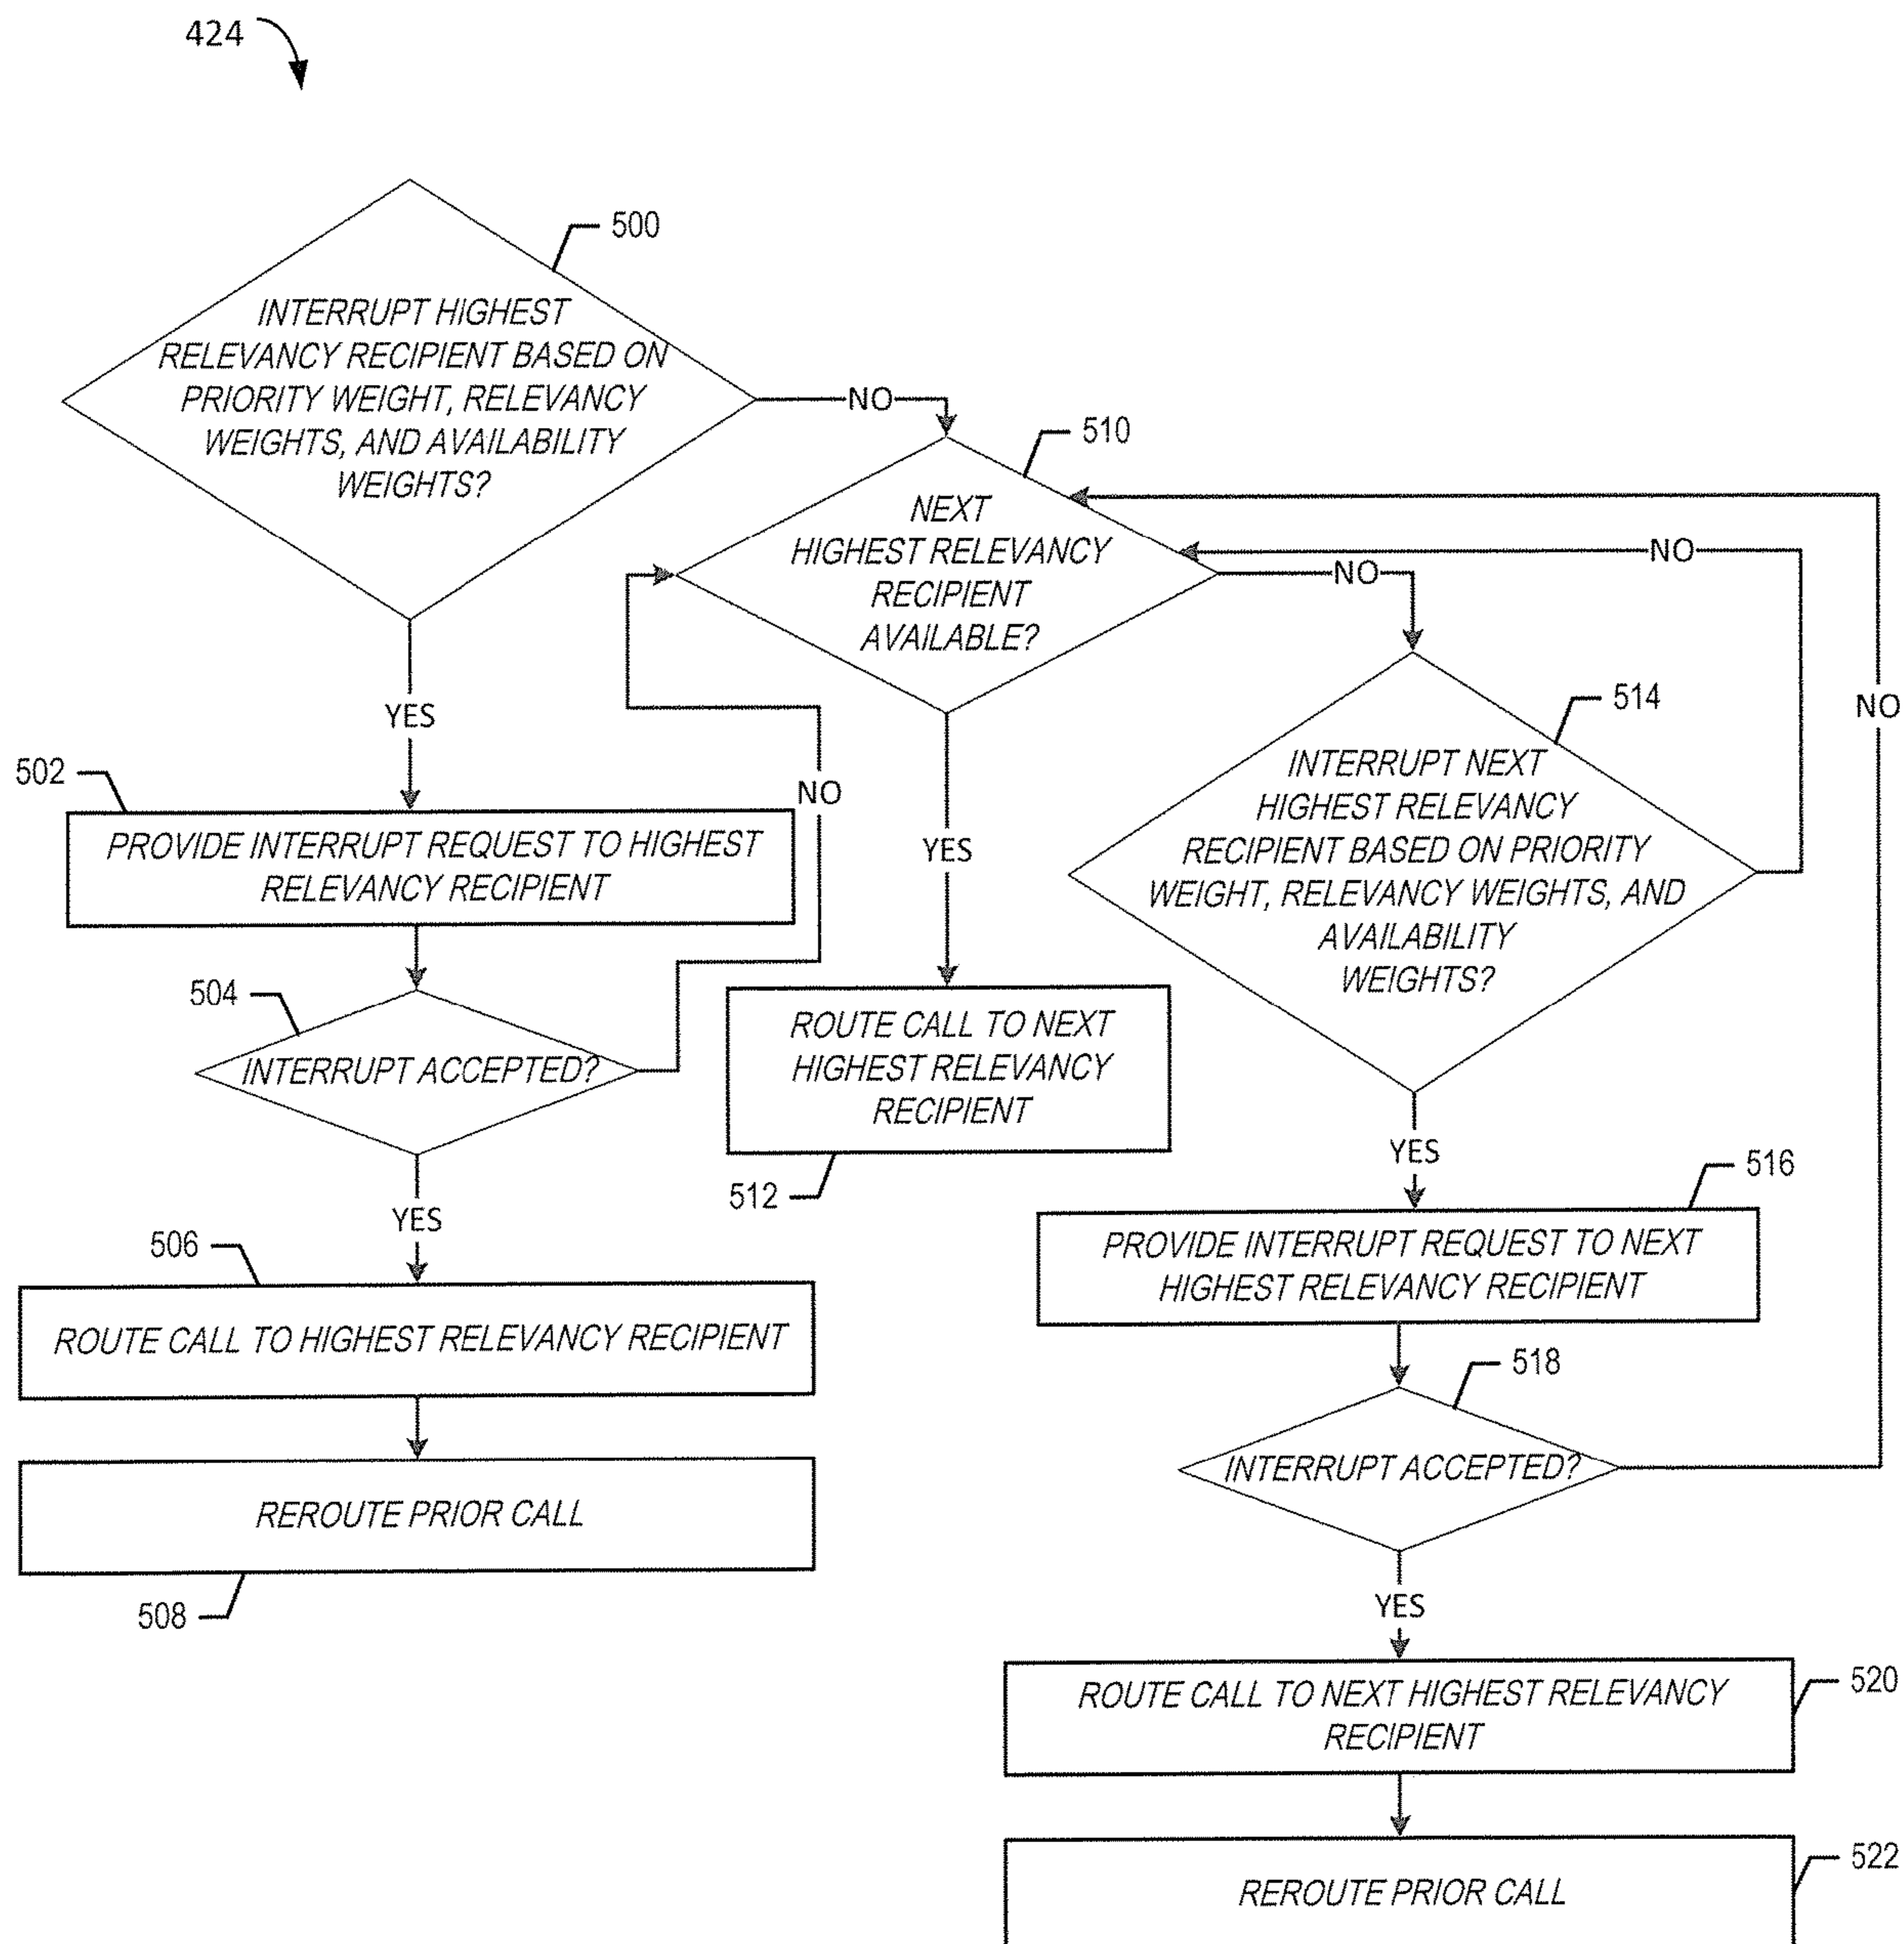 424
500
INTERRUPT HIGHEST
RELEVANCY RECIPIENT BASED ON
PRIORITY WEIGHT, RELEVANCY
WEIGHTS, AND AVAILABILITY
WEIGHTS?
NO
YES
502
PROVIDE INTERRUPT REQUEST TO HIGHEST
RELEVANCY RECIPIENT
504
INTERRUPT ACCEPTED?
NO
YES
506
ROUTE CALL TO HIGHEST RELEVANCY RECIPIENT
REROUTE PRIOR CALL
508
510
NEXT
HIGHEST RELEVANCY
RECIPIENT
AVAILABLE?
NO
YES
ROUTE CALL TO NEXT
HIGHEST RELEVANCY
RECIPIENT
512
514
INTERRUPT NEXT
HIGHEST RELEVANCY
RECIPIENT BASED ON PRIORITY
WEIGHT, RELEVANCY WEIGHTS, AND
AVAILABILITY
WEIGHTS?
NO
YES
516
PROVIDE INTERRUPT REQUEST TO NEXT
HIGHEST RELEVANCY RECIPIENT
518
INTERRUPT ACCEPTED?
NO
YES
520
ROUTE CALL TO NEXT HIGHEST RELEVANCY
RECIPIENT
522
REROUTE PRIOR CALL